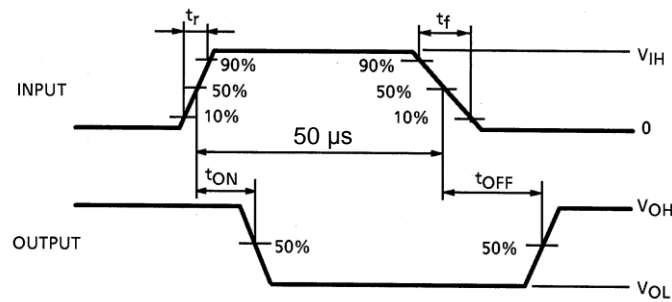 tr
tf
VIH
90%
90%
INPUT
50%
50%
10%
10%
0
50 µs
tON
tOFF
VOH
OUTPUT
50%
50%
VOL